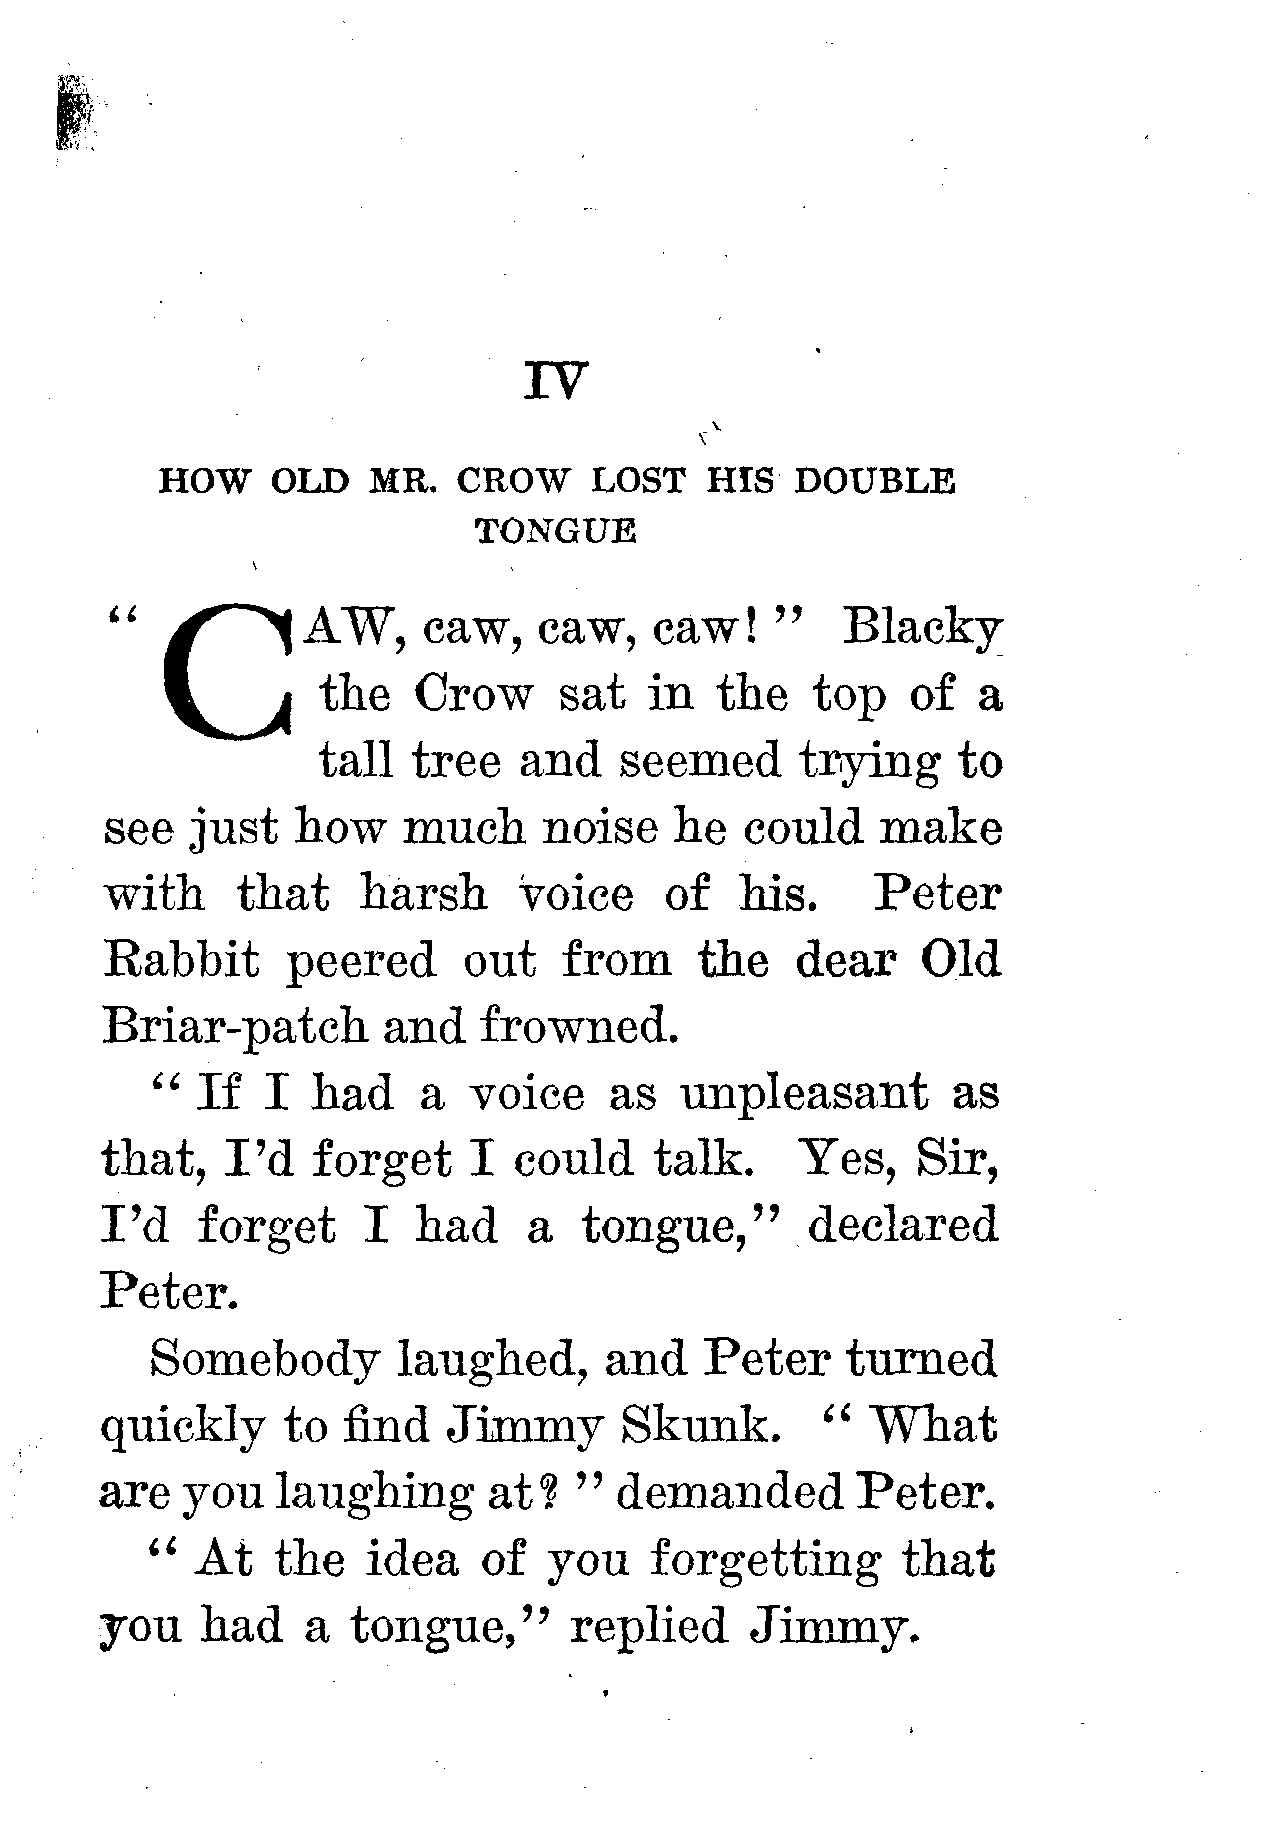 IV
HOW OLD MR. CROW LOST HIS DOUBLE
TONGUE
" CAW, caw, caw, caw! " Blacky
the Crow sat in the top of a
tall tree and seemed trying to
see just how much noise he could make
with that harsh voice of his. Peter
Rabbit peered out from the dear Old
Briar-patch and frowned.
" If I had a voice as unpleasant as
that, I'd forget I could talk. Yes, Sir,
I'd forget I had a tongue," declared
Peter.
Somebody laughed, and Peter turned
quickly to find Jimmy Skunk. " What
are you laughing at? " demanded Peter.
" At the idea of you forgetting that
you had a tongue," replied Jimmy.